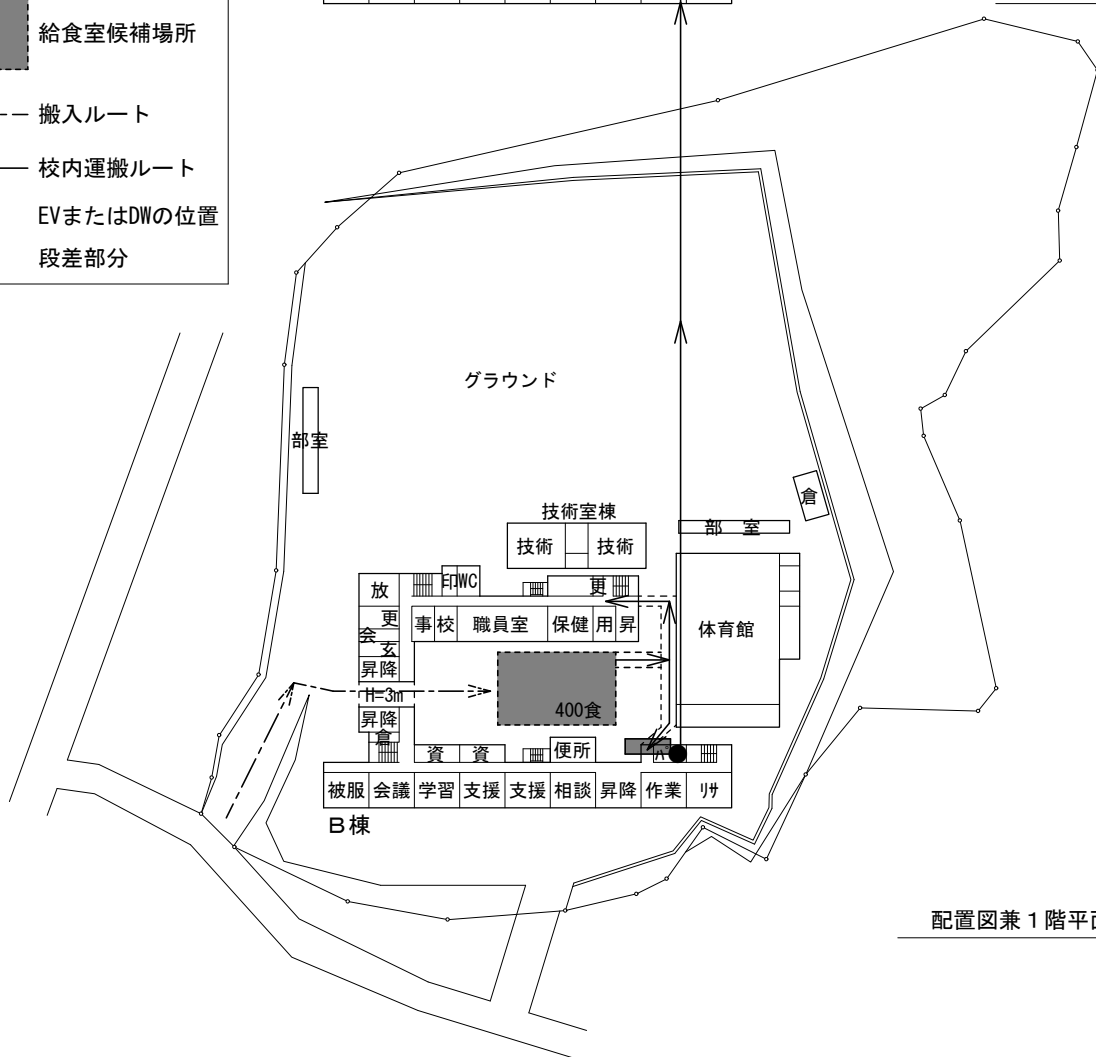 給食室候補場所
搬入ルート
校内運搬ルート
EVまたはDWの位置
段差部分
グラウンド
部室
倉
技術室棟
部 室
技術
技術
放
印
WC
更
更
事
校
職員室
保健
用
昇
体育館
会
玄
昇降
H=3m
400食
昇降
倉
資
資
便所
被服
会議
学習
支援
支援
相談
昇降
作業
リサ
B棟
配置図兼1階平